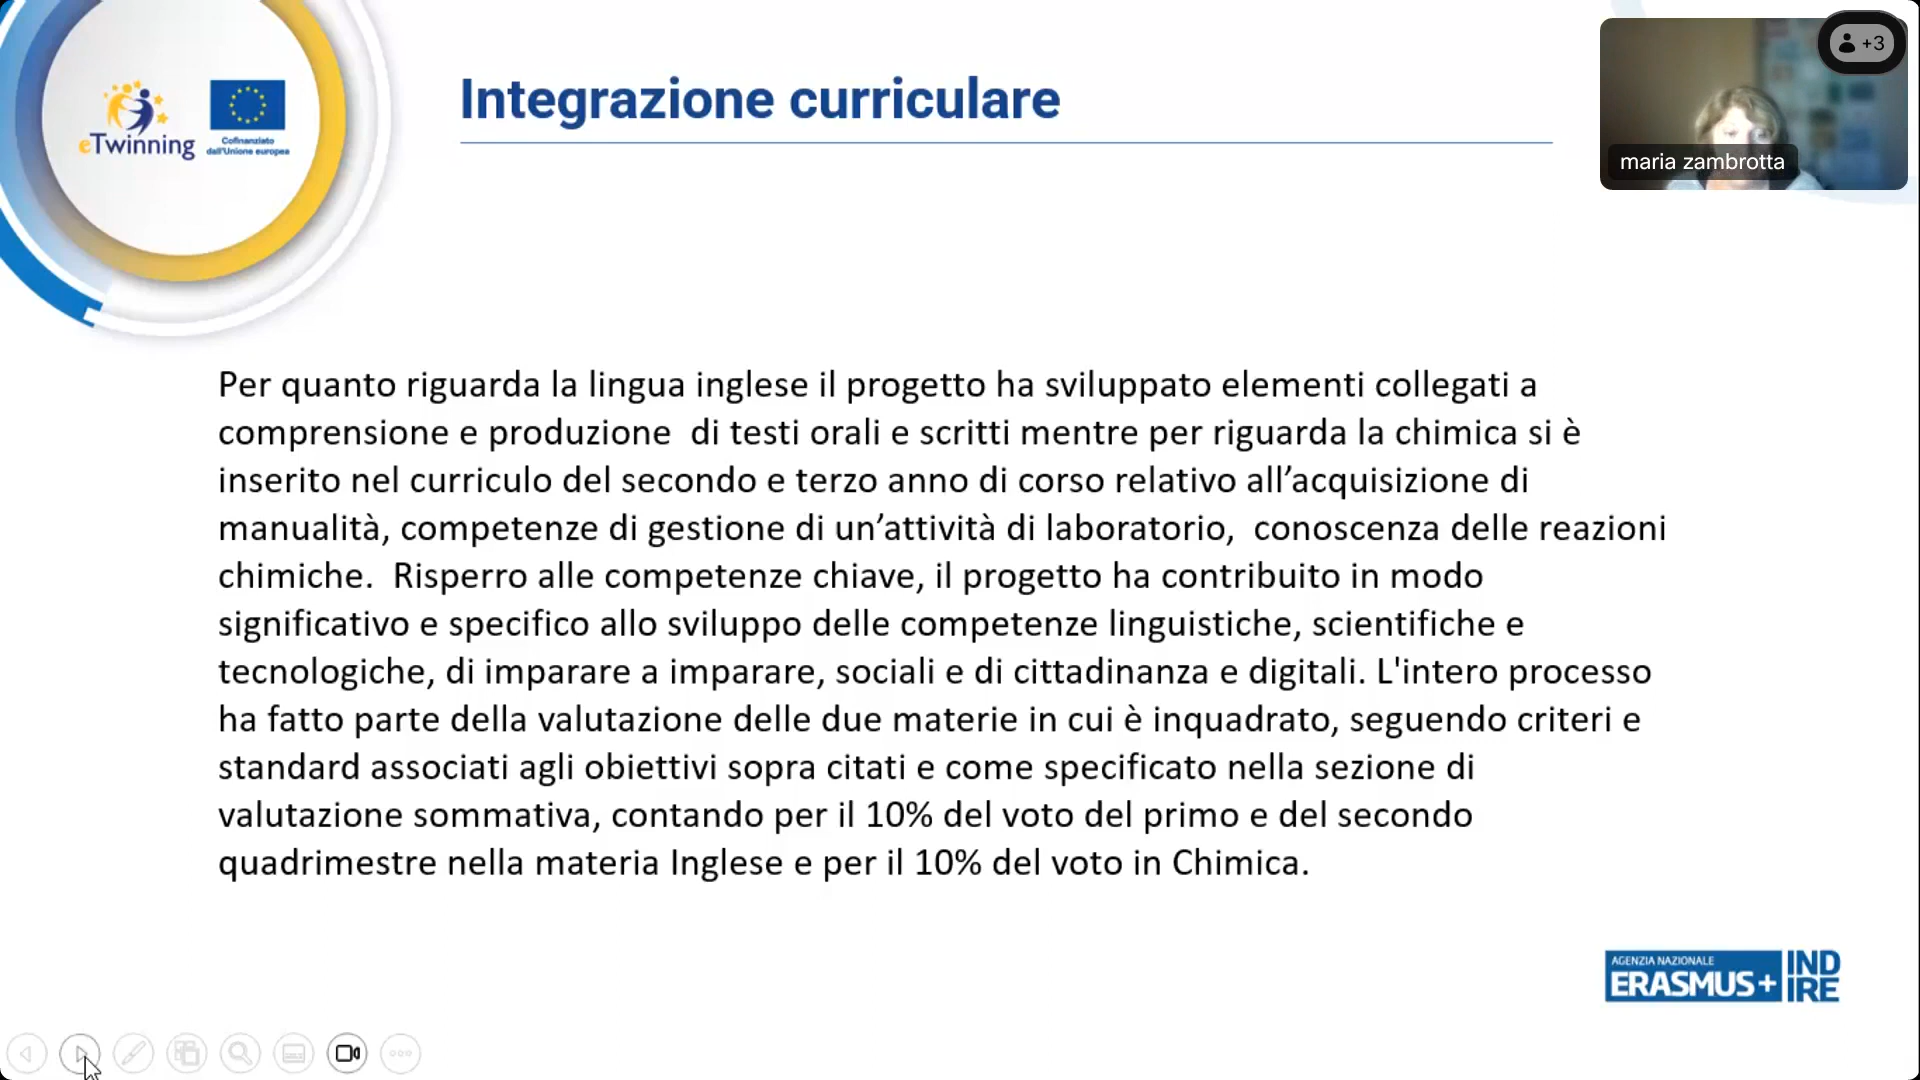 eTwinning
Cofinanziato
dall'Unione europea
Integrazione curriculare
+3
maria zambrotta
Per quanto riguarda la lingua inglese il progetto ha sviluppato elementi collegati a
comprensione e produzione  di testi orali e scritti mentre per riguarda la chimica si è
inserito nel curriculo del secondo e terzo anno di corso relativo all’acquisizione di
manualità, competenze di gestione di un’attività di laboratorio,  conoscenza delle reazioni
chimiche.  Risperro alle competenze chiave, il progetto ha contribuito in modo
significativo e specifico allo sviluppo delle competenze linguistiche, scientifiche e
tecnologiche, di imparare a imparare, sociali e di cittadinanza e digitali. L'intero processo
ha fatto parte della valutazione delle due materie in cui è inquadrato, seguendo criteri e
standard associati agli obiettivi sopra citati e come specificato nella sezione di
valutazione sommativa, contando per il 10% del voto del primo e del secondo
quadrimestre nella materia Inglese e per il 10% del voto in Chimica.
AGENZIA NAZIONALE
ERASMUS+
IND
IRE